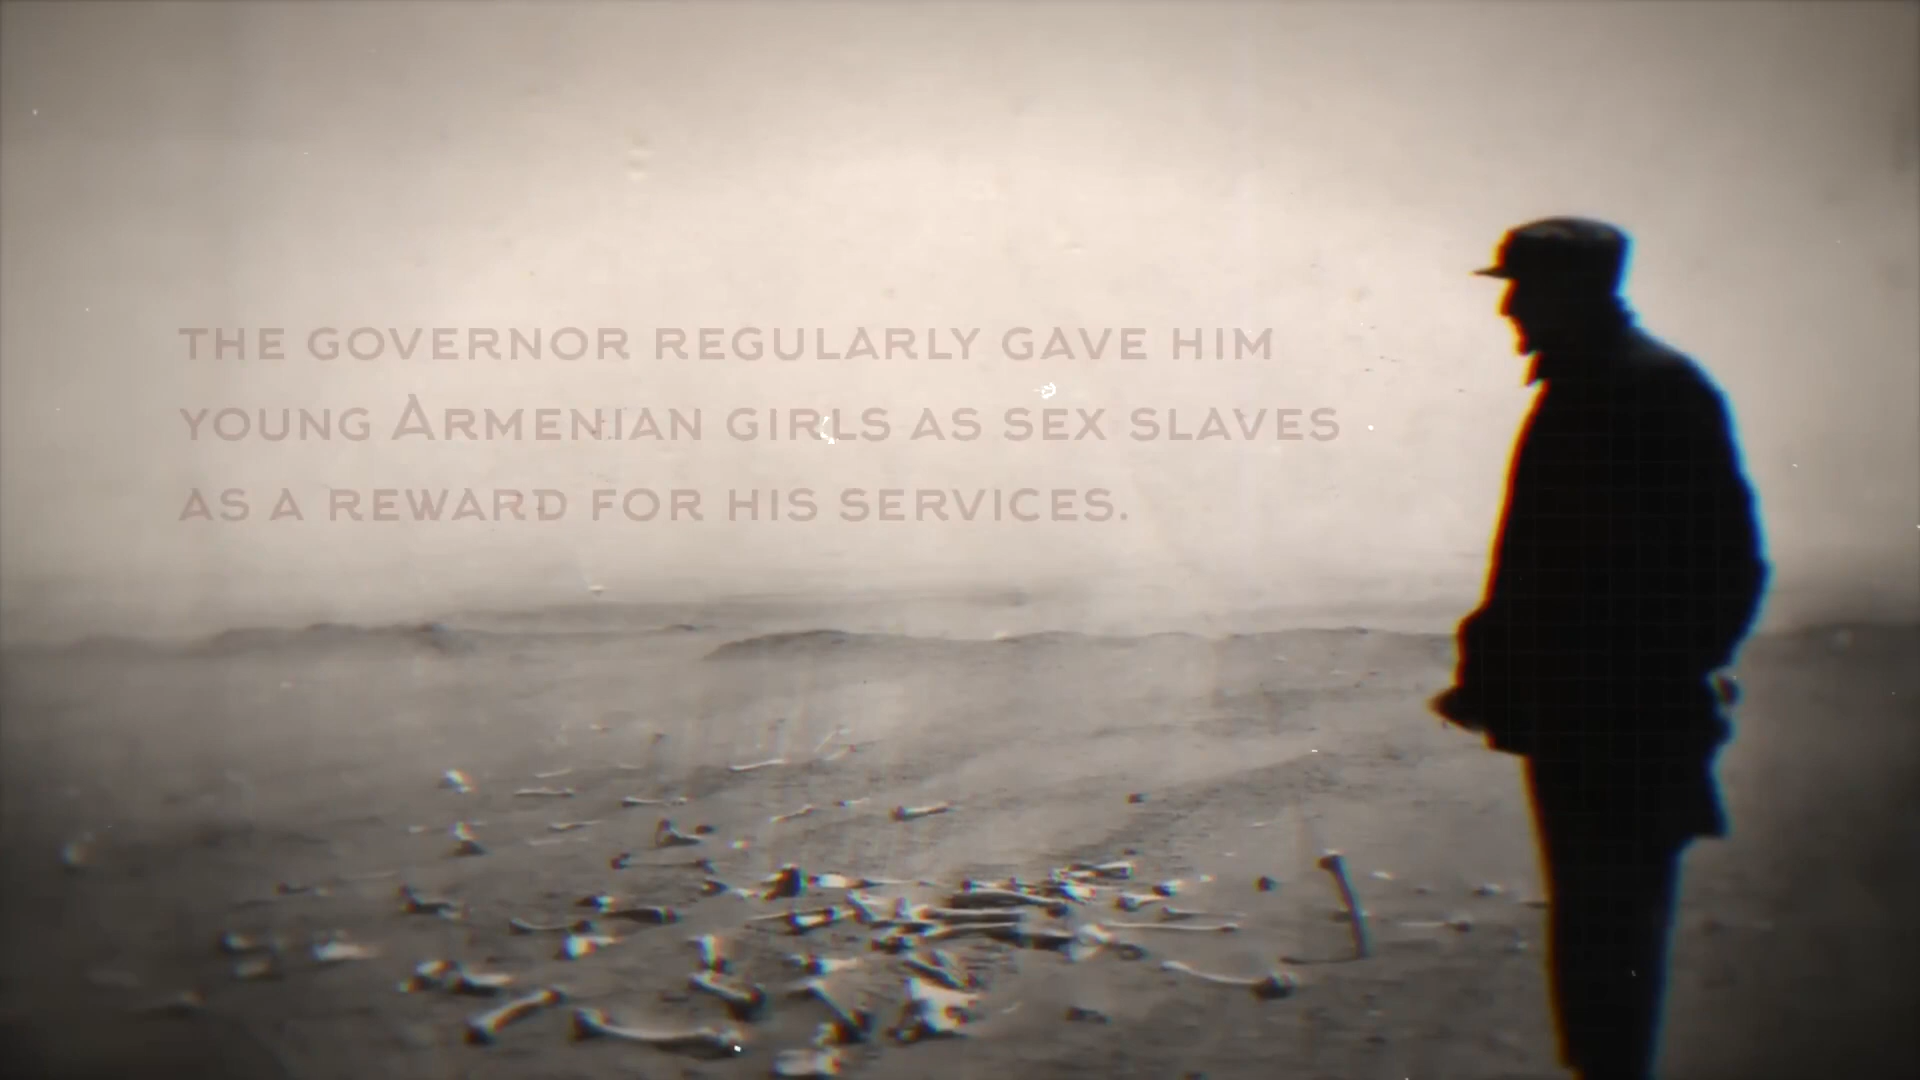 THE GOVERNOR REGULARLY GAVE HIM
YOUNG ARMENIAN GIRLS AS SEX SLAVES
AS A REWARD FOR HIS SERVICES.